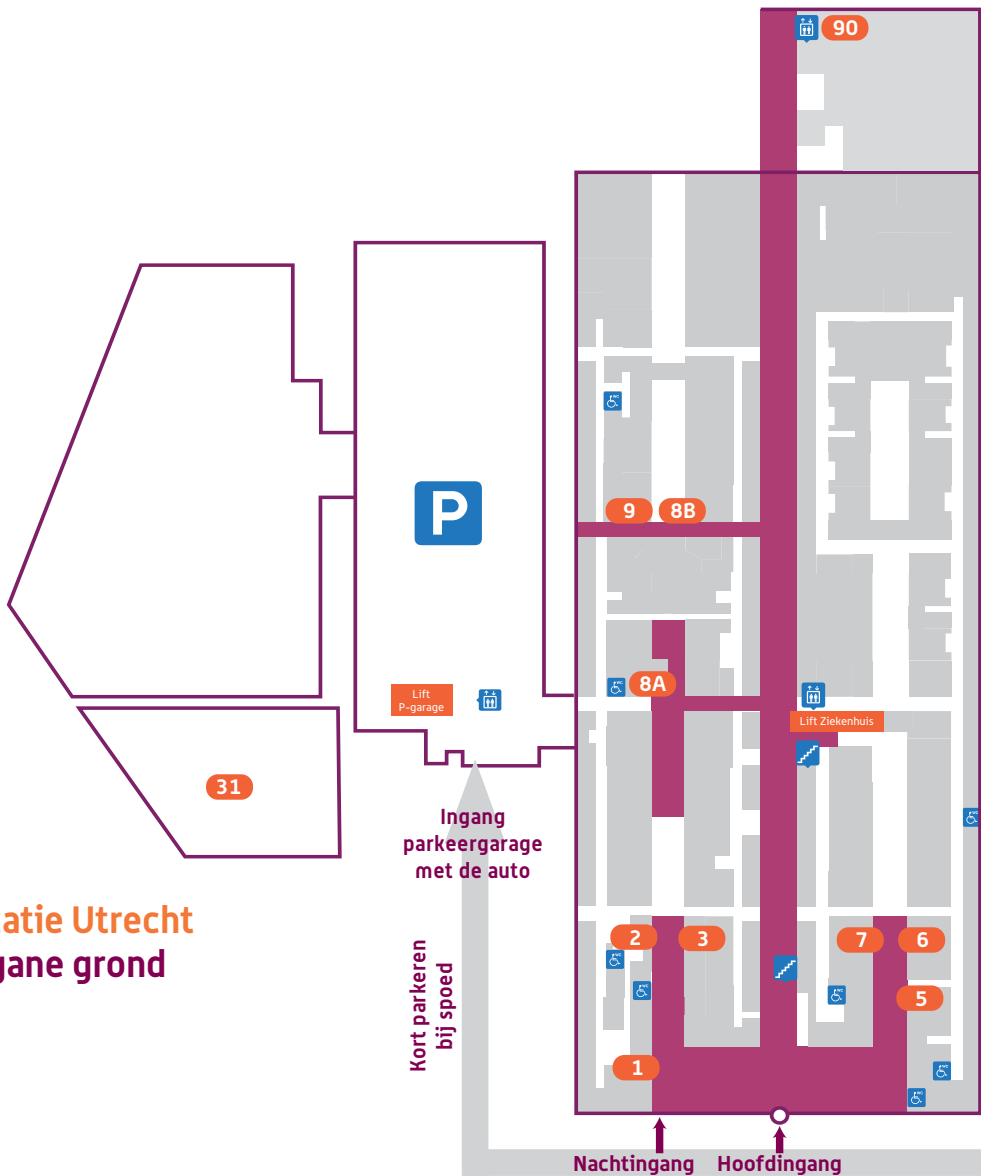 90
9
8B
P
Lift
P-garage
WC
8A
Lift Ziekenhuis
31
Ingang
parkeergarage
met de auto
atie Utrecht
gane grond
Kort parkeren
bij spoed
2
3
7
6
5
1
Nachtingang
Hoofdingang